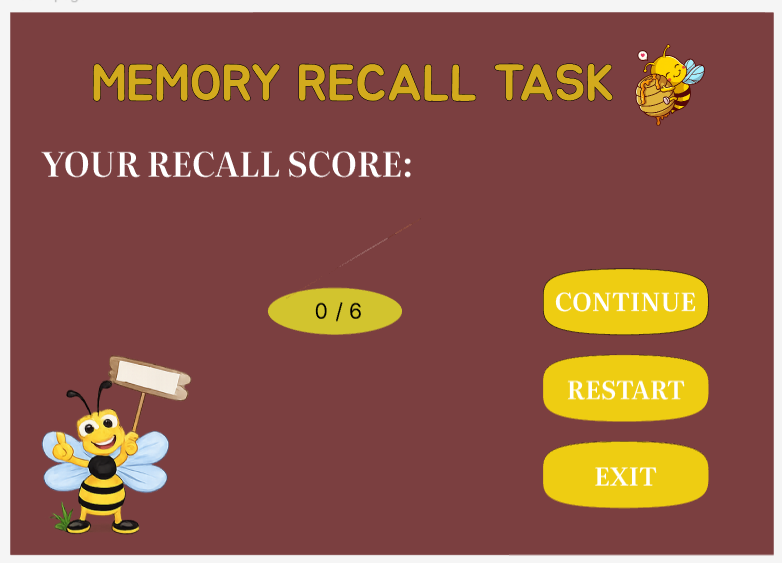 MEMORY RECALL TASK
YOUR RECALL SCORE:
0 / 6
CONTINUE
RESTART
EXIT